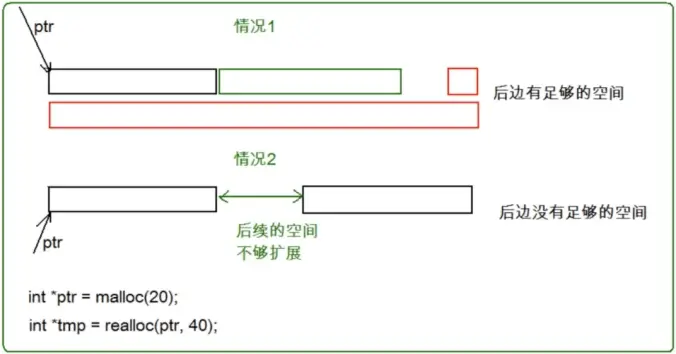 ptr
情况1
后边有足够的空间
情况2
后边没有足够的空间
后续的空间
不够扩展
ptr
int *ptr = malloc(20);
int *tmp = realloc(ptr, 40);